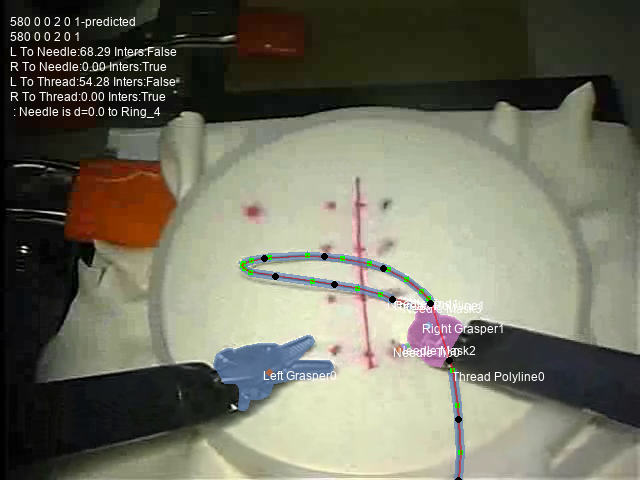 580 0 0 2 0 1-predicted
580 0 0 2 0 1
L To Needle:68.29 Inters:False
R To Needle:0.00 Inters:True
L To Thread:54.28 Inters:False
R To Thread:0.00 Inters:True
: Needle is d=0.0 to Ring_4
Right Grasper1
Left Grasper0
Thread Polyline0